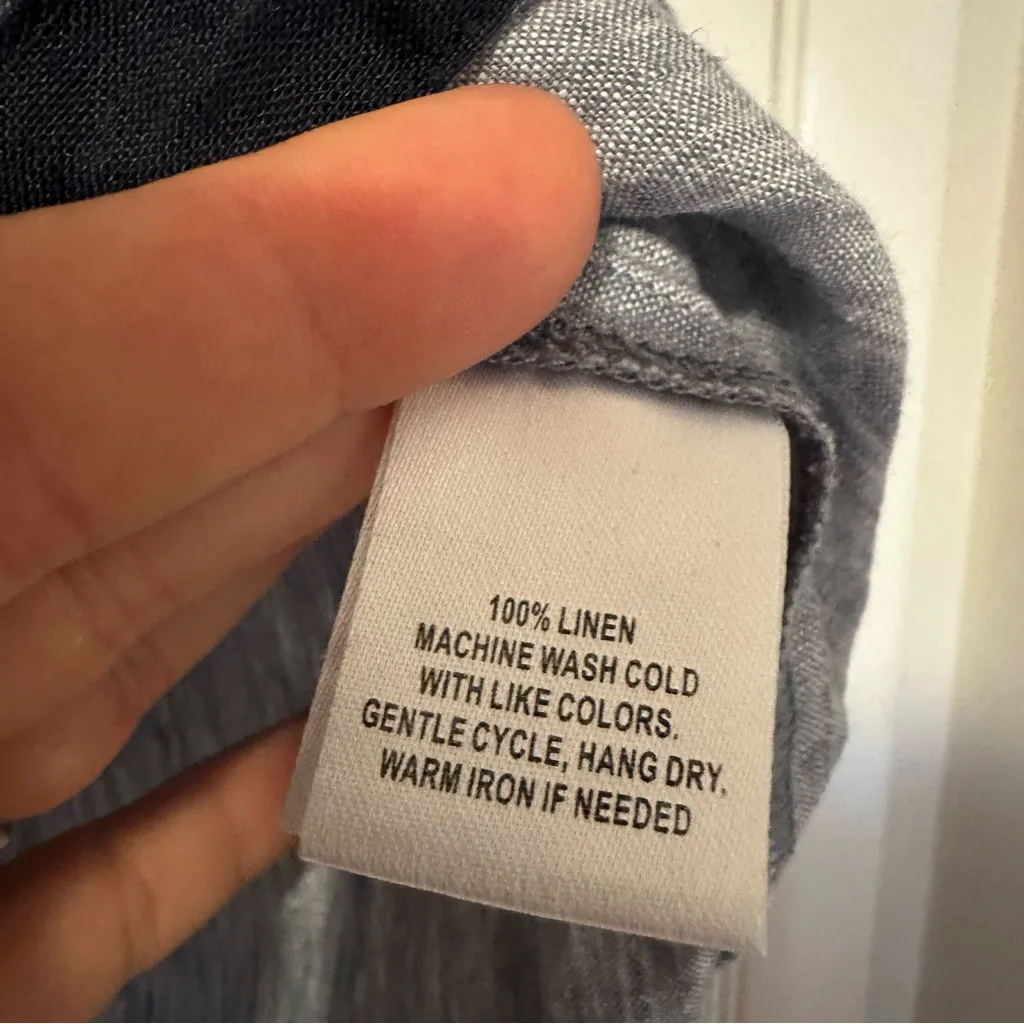 100% LINEN
MACHINE WASH COLD
WITH LIKE COLORS.
GENTLE CYCLE, HANG DRY,
WARM IRON IF NEEDED